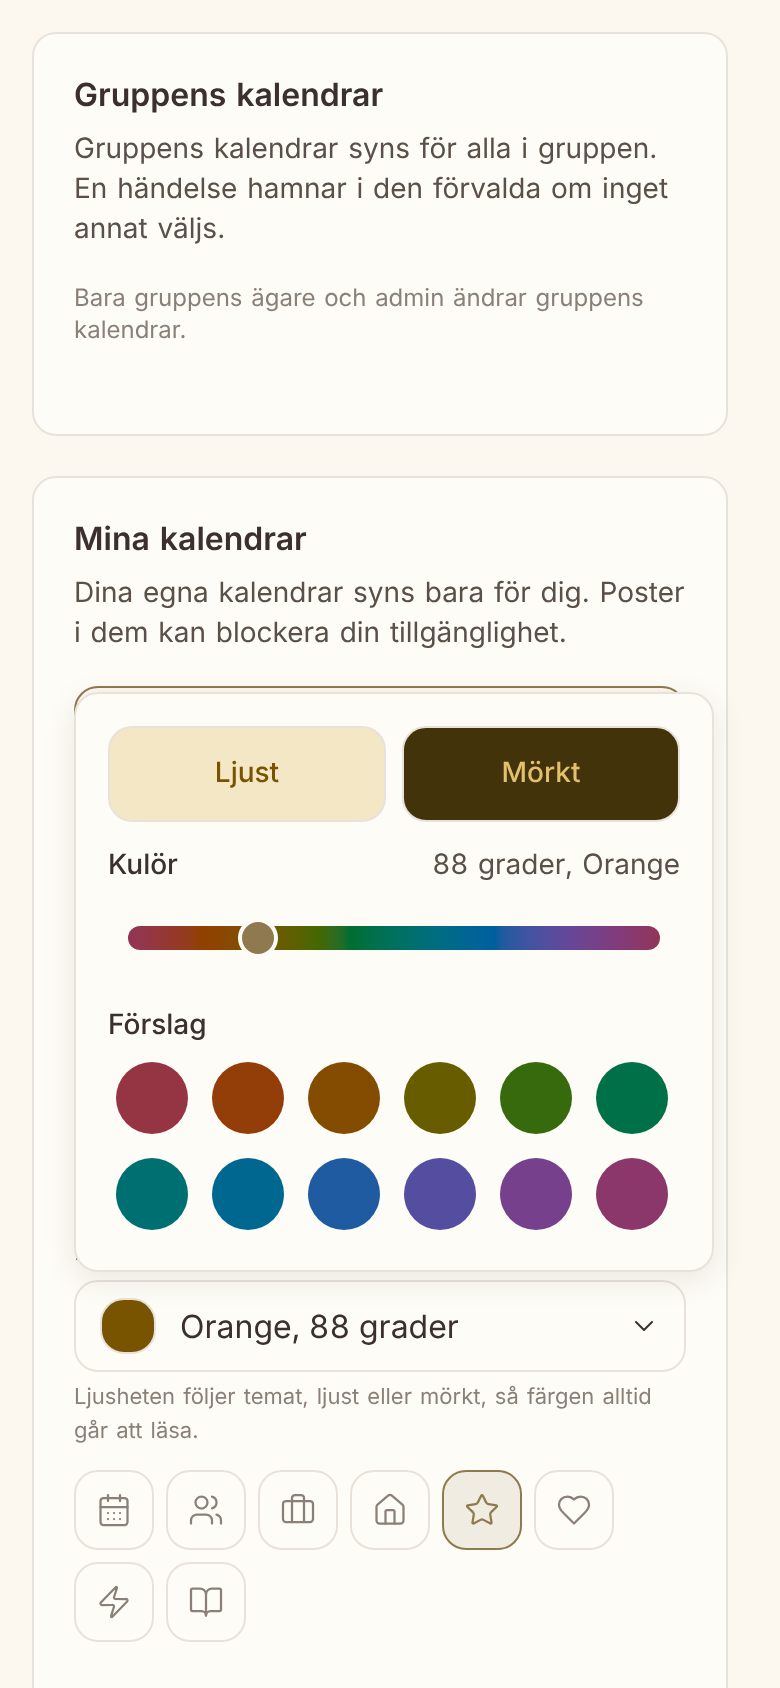 Gruppens kalendrar
Gruppens kalendrar syns för alla i gruppen.
En händelse hamnar i den förvalda om inget
annat väljs.
Bara gruppens ägare och admin ändrar gruppens
kalendrar.
Mina kalendrar
Dina egna kalendrar syns bara för dig. Poster
i dem kan blockera din tillgänglighet.
Ljust
Mörkt
Kulör
88 grader, Orange
Förslag
Orange, 88 grader
Ljusheten följer temat, ljust eller mörkt, så färgen alltid
går att läsa.